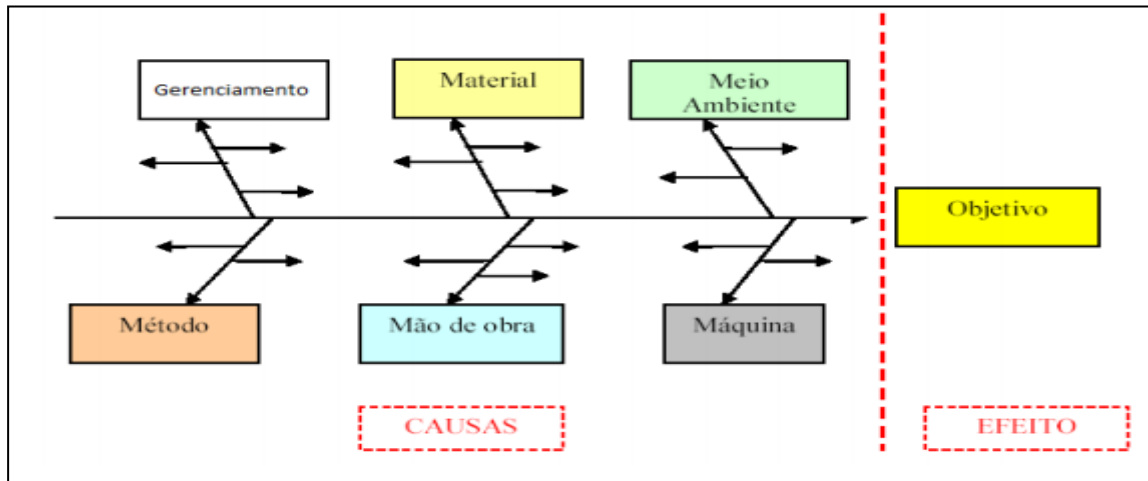 Gerenciamento
Material
Meio
Ambiente
Objetivo
Método
Mão de obra
Máquina
CAUSAS
EFEITO